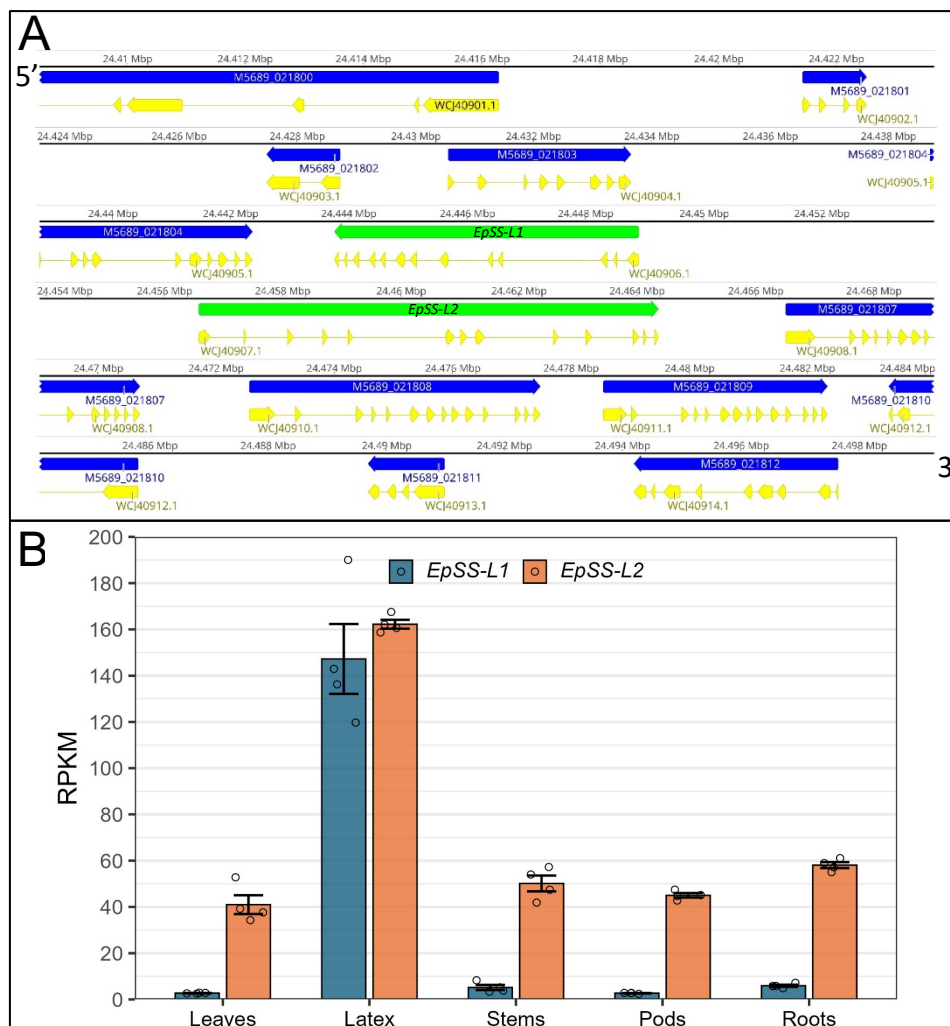 A
24.41 Mbp 24.412 Mbp 24.414 Mbp 24.416 Mbp 24.418 Mbp 24.42 Mbp 24.422 Mbp
5’ M5689_021800 M5689_021801
WCJ40901.1 WCJ40902.1
24.424 Mbp 24.426 Mbp 24.428 Mbp 24.43 Mbp 24.432 Mbp 24.434 Mbp 24.436 Mbp 24.438 Mbp
M5689_021802 M5689_021803 M5689_021804
WCJ40903.1 WCJ40904.1 WCJ40905.1
24.44 Mbp 24.442 Mbp 24.444 Mbp 24.446 Mbp 24.448 Mbp 24.45 Mbp 24.452 Mbp
M5689_021804 EpSS-L1
WCJ40905.1 WCJ40906.1
24.454 Mbp 24.456 Mbp 24.458 Mbp 24.46 Mbp 24.462 Mbp 24.464 Mbp 24.466 Mbp 24.468 Mbp
EpSS-L2 M5689_021807
WCJ40907.1 WCJ40908.1
24.47 Mbp 24.472 Mbp 24.474 Mbp 24.476 Mbp 24.478 Mbp 24.48 Mbp 24.482 Mbp 24.484 Mbp
M5689_021807 M5689_021808 M5689_021809 M5689_021810
WCJ40908.1 WCJ40910.1 WCJ40911.1 WCJ40912.1
24.486 Mbp 24.488 Mbp 24.49 Mbp 24.492 Mbp 24.494 Mbp 24.496 Mbp 24.498 Mbp
M5689_021810 M5689_021811 M5689_021812 3
WCJ40912.1 WCJ40913.1 WCJ40914.1
B
EpSS-L1 EpSS-L2
RPKM
200
180
160
140
120
100
80
60
40
20
0
Leaves Latex Stems Pods Roots